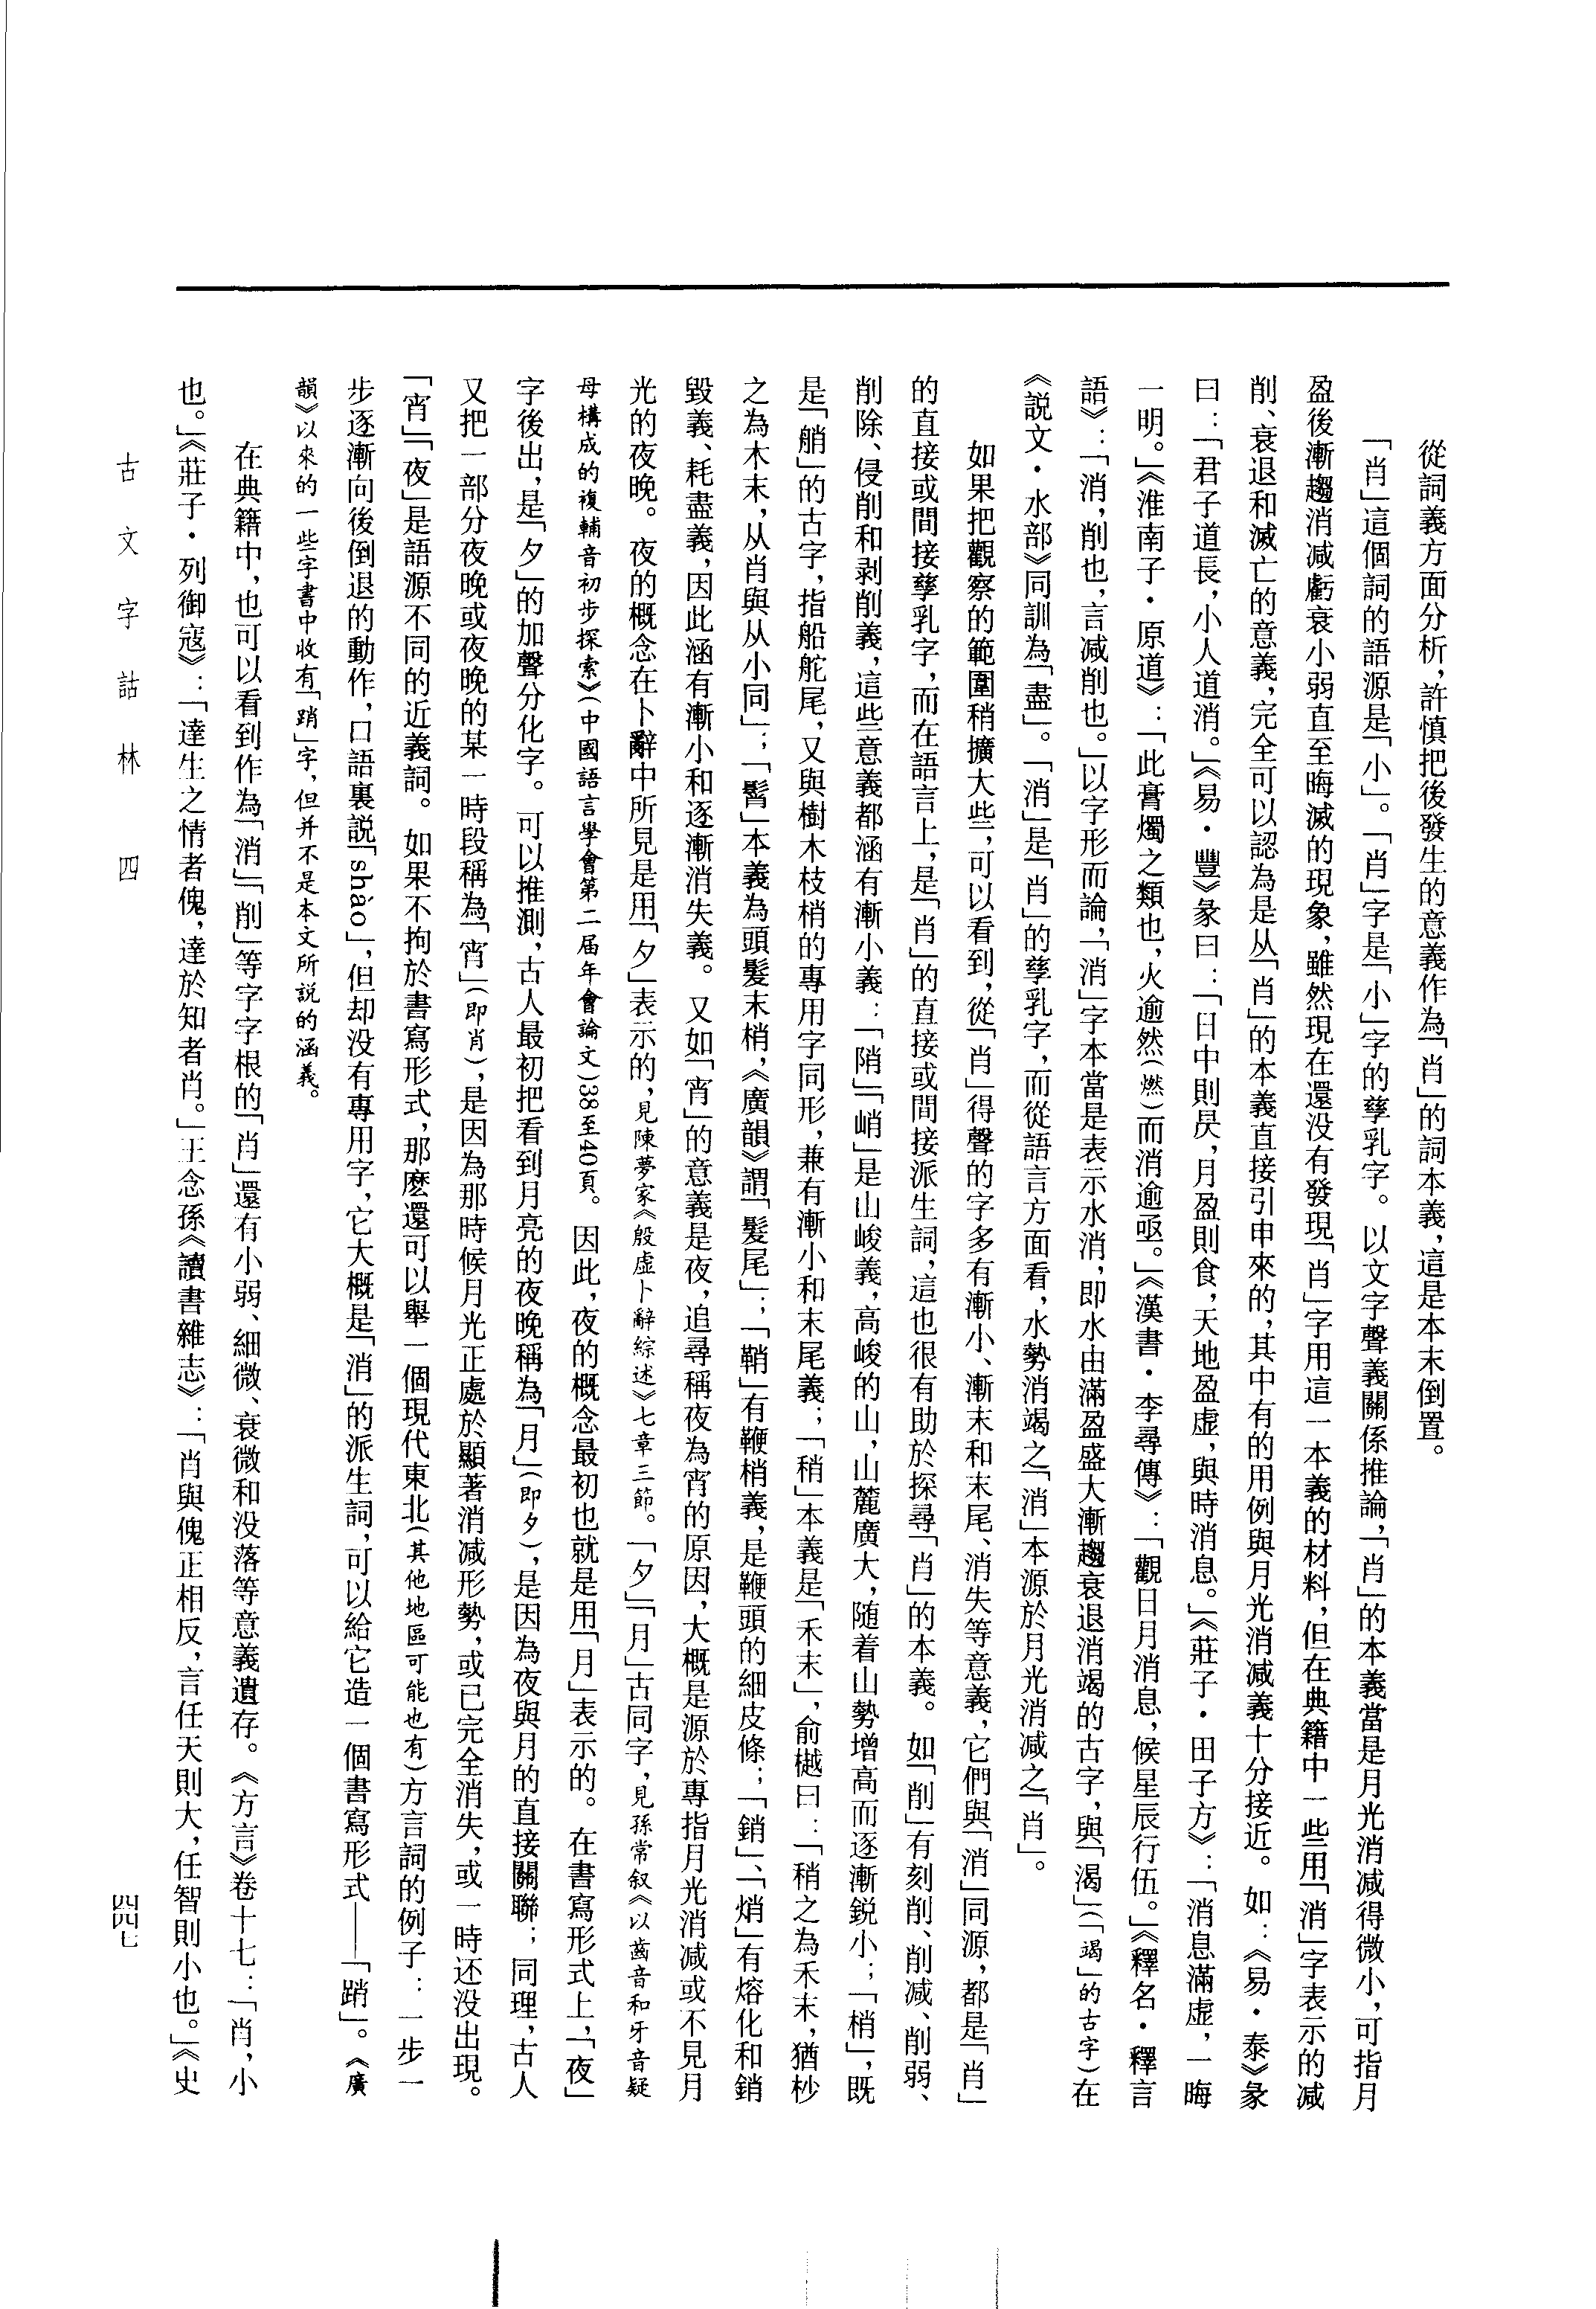 從詞義方面分析，許慎把後發生的意義作為「肖」的詞本義，這是本末倒置。
「肖」這個詞的語源是「小」。「肖」字是「小」字的孳乳字。以文字聲義關係推論，「肖」的本義當是月光消减得微小，可指月
盈後漸趨消减虧衰小弱直至晦滅的現象，雖然現在還没有發現「肖」字用這一本義的材料，但在典籍中一些用「消」字表示的减
削、衰退和滅亡的意義，完全可以認為是从「肖」的本義直接引申來的，其中有的用例與月光消减義十分接近。如：《易·泰》彖
曰：「君子道長，小人道消。」《易·豐》彖曰：「日中則昃，月盈則食，天地盈虚，與時消息。」《莊子·田子方》：「消息滿虚，一晦
一明。」《淮南子·原道》：「此膏燭之類也，火逾然（燃）而消逾亟。」《漢書·李尋傳》：「觀日月消息，候星辰行伍。」《釋名·釋言
語》：「消，削也，言减削也。」以字形而論，「消」字本當是表示水消，即水由滿盈盛大漸趨衰退消竭的古字，與「渴」（「竭」的古字）在
《説文·水部》同訓為「盡」。「消」是「肖」的孳乳字，而從語言方面看，水勢消竭之「消」本源於月光消减之「肖」。
如果把觀察的範圍稍擴大些，可以看到，從「肖」得聲的字多有漸小、漸末和末尾、消失等意義，它們與「消」同源，都是「肖」
的直接或間接孳乳字，而在語言上，是「肖」的直接或間接派生詞，這也很有助於探尋「肖」的本義。如「削」有刻削、削减、削弱、
削除、侵削和剥削義，這些意義都涵有漸小義：「陗」「峭」是山峻義，高峻的山，山麓廣大，随着山勢增高而逐漸鋭小；「梢」，既
是「艄」的古字，指船舵尾，又與樹木枝梢的專用字同形，兼有漸小和末尾義；「稍」本義是「禾末」，俞樾曰：「稍之為禾末，猶杪
之為木末，从肖與从小同」；「髾」本義為頭髮末梢，《廣韻》謂「髮尾」；「鞘」有鞭梢義，是鞭頭的細皮條；「銷」、「焇」有熔化和銷
毀義、耗盡義，因此涵有漸小和逐漸消失義。又如「宵」的意義是夜，追尋稱夜為宵的原因，大概是源於專指月光消减或不見月
光的夜晚。夜的概念在卜辭中所見是用「夕」表示的，見陳夢家《殷虚卜辭綜述》七章三節。「夕」「月」古同字，見孫常叙《以齒音和牙音疑
母構成的複輔音初步探索》（中國語言學會第二届年會論文）38至40頁。因此，夜的概念最初也就是用「月」表示的。在書寫形式上，「夜」
字後出，是「夕」的加聲分化字。可以推測，古人最初把看到月亮的夜晚稱為「月」（即夕），是因為夜與月的直接關聯；同理，古人
又把一部分夜晚或夜晚的某一時段稱為「宵」（即肖），是因為那時候月光正處於顯著消减形勢，或已完全消失，或一時还没出現。
「宵」「夜」是語源不同的近義詞。如果不拘於書寫形式，那麽還可以舉一個現代東北（其他地區可能也有）方言詞的例子：一步一
步逐漸向後倒退的動作，口語裏説「shào」，但却没有專用字，它大概是「消」的派生詞，可以給它造一個書寫形式——「踃」。《廣
韻》以來的一些字書中收有「踃」字，但并不是本文所説的涵義。
在典籍中，也可以看到作為「消」「削」等字字根的「肖」還有小弱、細微、衰微和没落等意義遺存。《方言》卷十七：「肖，小
也。」《莊子·列御寇》：「達生之情者傀，達於知者肖。」王念孫《讀書雜志》：「肖與傀正相反，言任天則大，任智則小也。」《史
古文字詁林 四
四四七